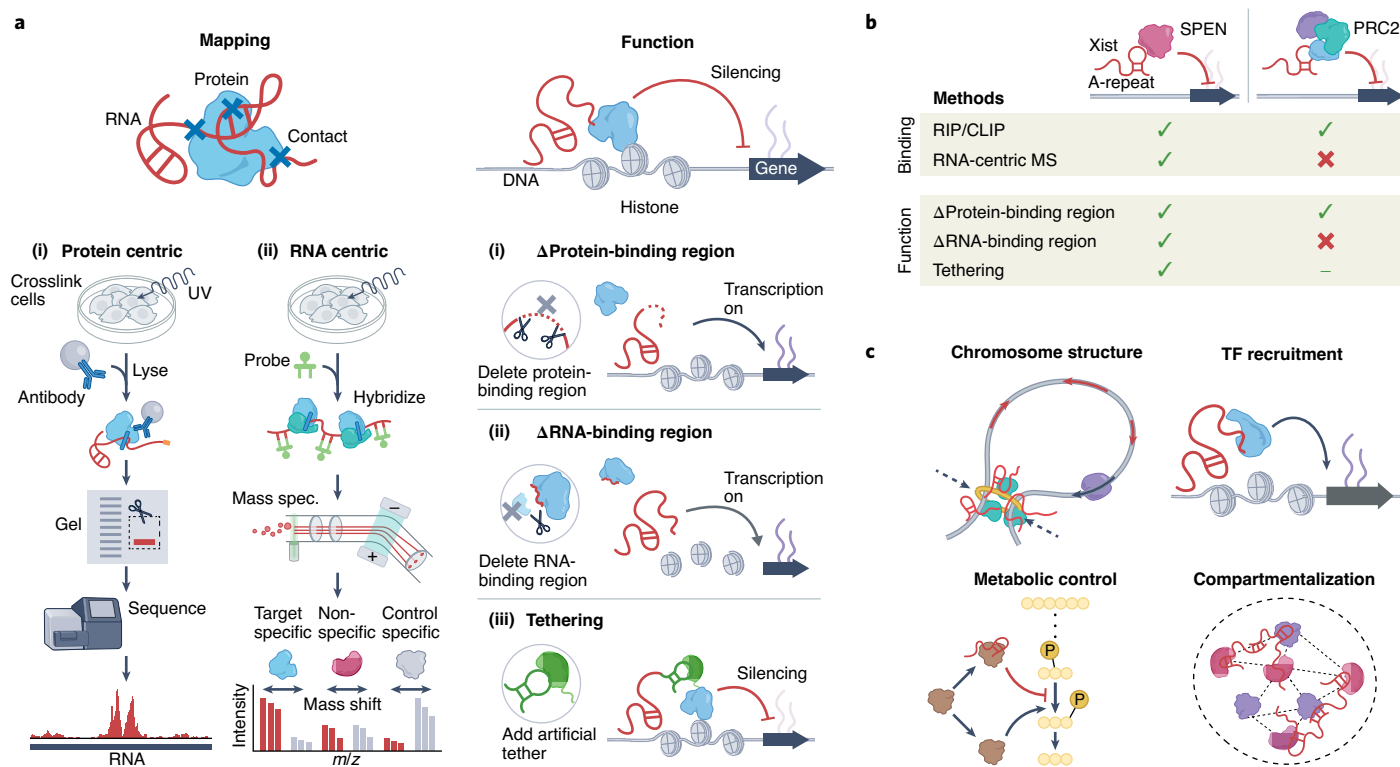 a
Mapping
Protein
RNA
Contact
Function
Silencing
DNA
Gene
Histone
(i) Protein centric
Crosslink
cells
UV
Lyse
Antibody
Gel
Sequence
RNA
(ii) RNA centric
Probe
Hybridize
Mass spec.
–
+
Target
specific
Non-
specific
Control
specific
Mass shift
Intensity
m/z
(i) ΔProtein-binding region
Transcription
on
Delete protein-
binding region
(ii) ΔRNA-binding region
Transcription
on
Delete RNA-
binding region
(iii) Tethering
Silencing
Add artificial
tether
b
SPEN
PRC2
Xist
A-repeat
Methods
Binding
RIP/CLIP ✓ ✓
RNA-centric MS ✓ ✖
Function
ΔProtein-binding region ✓ ✓
ΔRNA-binding region ✓ ✖
Tethering ✓ –
c
Chromosome structure
TF recruitment
Metabolic control
P
P
Compartmentalization